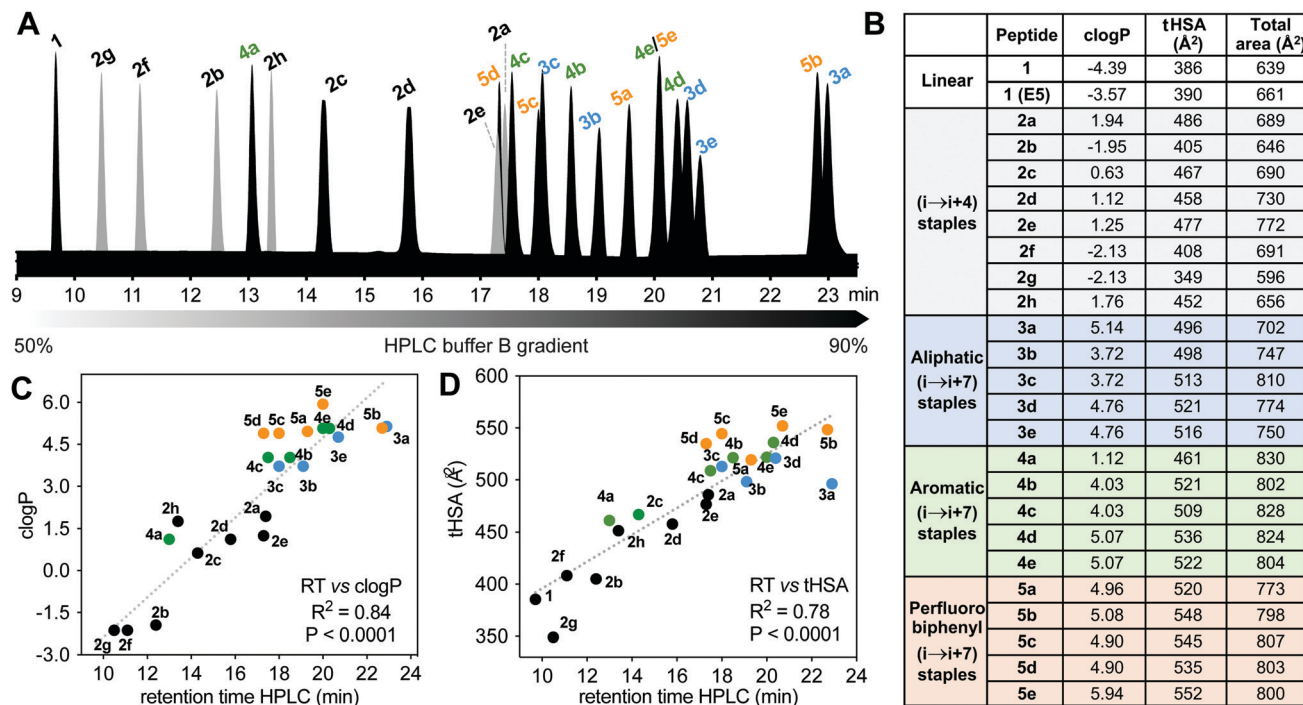 A
1
2g
2f
2b
4a
2h
2c
2d
2e
2a
5d
4c
5c
3c
4b
3b
5a
4e/5e
4d
3d
3e
5b
3a
9 10 11 12 13 14 15 16 17 18 19 20 21 22 23 min
50% HPLC buffer B gradient 90%
B
Peptide clogP tHSA (Å²) Total area (Å²)
Linear
1 -4.39 386 639
1 (E5) -3.57 390 661
(i→i+4) staples
2a 1.94 486 689
2b -1.95 405 646
2c 0.63 467 690
2d 1.12 458 730
2e 1.25 477 772
2f -2.13 408 691
2g -2.13 349 596
2h 1.76 452 656
Aliphatic (i→i+7) staples
3a 5.14 496 702
3b 3.72 498 747
3c 3.72 513 810
3d 4.76 521 774
3e 4.76 516 750
Aromatic (i→i+7) staples
4a 1.12 461 830
4b 4.03 521 802
4c 4.03 509 828
4d 5.07 536 824
4e 5.07 522 804
Perfluoro biphenyl (i→i+7) staples
5a 4.96 520 773
5b 5.08 548 798
5c 4.90 545 807
5d 4.90 535 803
5e 5.94 552 800
C
clogP
6.0
4.5
3.0
1.5
0.0
-1.5
-3.0
5e
5d 5c 5a 4e 4d 5b
3a
3e
4c 4b
3c 3b
2h
2a
4a
2d
2e
2c
2b
2g 2f
RT vs clogP
R² = 0.84
P < 0.0001
10 12 14 16 18 20 22 24
retention time HPLC (min)
D
tHSA (Å²)
600
550
500
450
400
350
5c 5e
5d 4b 4d 5b
3c
5a 4e 3d
4c
3b 3a
4a 2c 2a
2e
2h 2d
2f
2b
1
2g
RT vs tHSA
R² = 0.78
P < 0.0001
10 12 14 16 18 20 22 24
retention time HPLC (min)